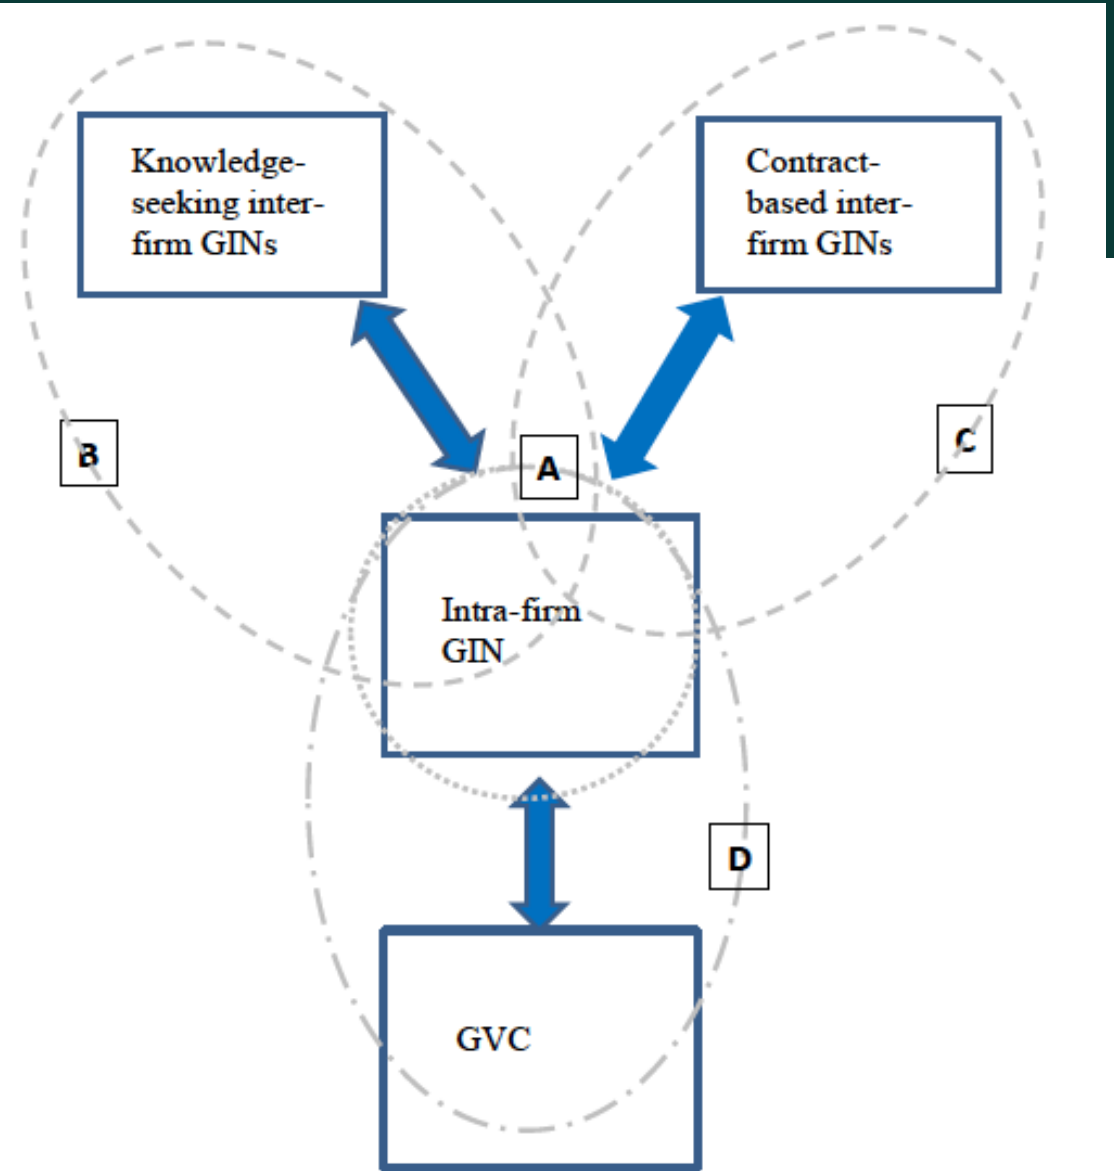 Knowledge-
seeking inter-
firm GINs
Contract-
based inter-
firm GINs
B
A
C
Intra-firm
GIN
D
GVC